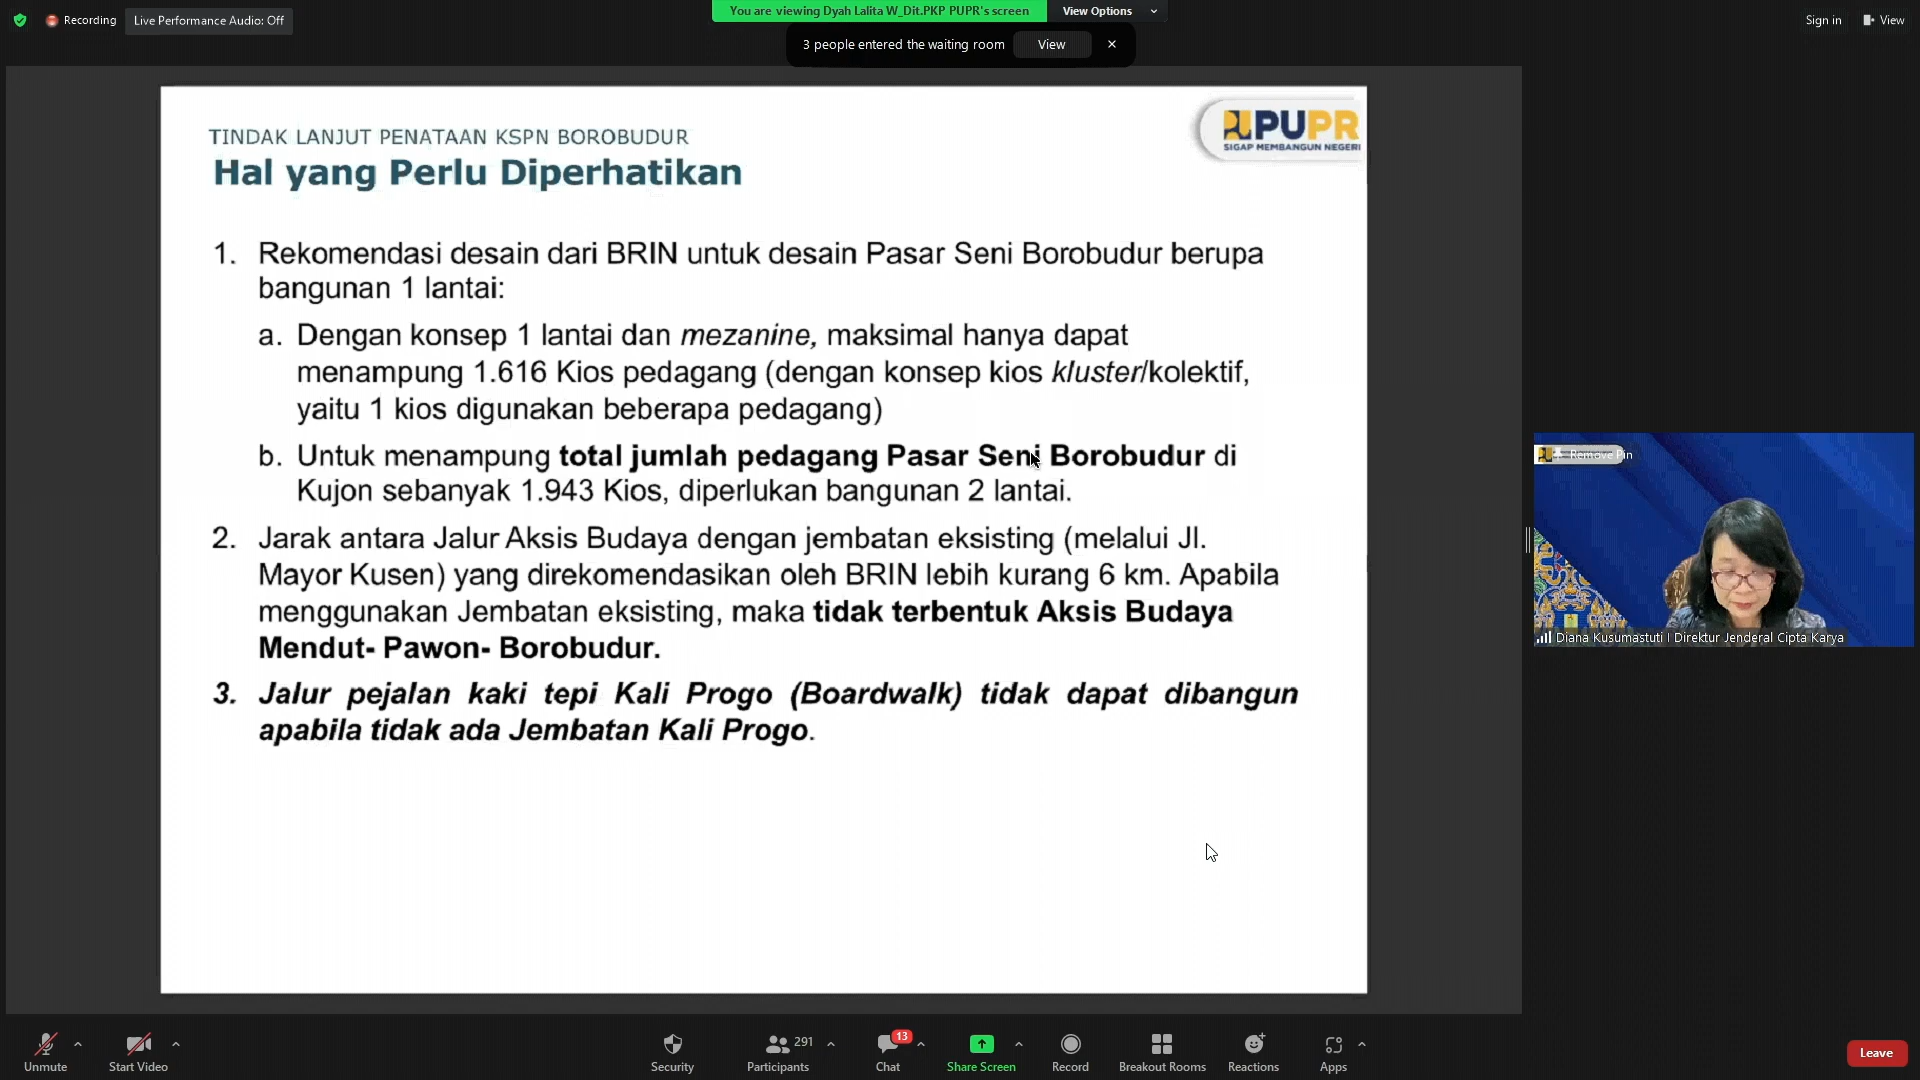 Recording
Live Performance Audio: Off
You are viewing Dyah Lalita W_Dit.PKP PUPR's screen
View Options
3 people entered the waiting room
View
Sign in
View
TINDAK LANJUT PENATAAN KSPN BOROBUDUR
Hal yang Perlu Diperhatikan
PUPR
SIGAP MEMBANGUN NEGERI
1. Rekomendasi desain dari BRIN untuk desain Pasar Seni Borobudur berupa
bangunan 1 lantai:
a. Dengan konsep 1 lantai dan mezanine, maksimal hanya dapat
menampung 1.616 Kios pedagang (dengan konsep kios kluster/kolektif,
yaitu 1 kios digunakan beberapa pedagang)
b. Untuk menampung total jumlah pedagang Pasar Seni Borobudur di
Kujon sebanyak 1.943 Kios, diperlukan bangunan 2 lantai.
2. Jarak antara Jalur Aksis Budaya dengan jembatan eksisting (melalui Jl.
Mayor Kusen) yang direkomendasikan oleh BRIN lebih kurang 6 km. Apabila
menggunakan Jembatan eksisting, maka tidak terbentuk Aksis Budaya
Mendut- Pawon- Borobudur.
3. Jalur pejalan kaki tepi Kali Progo (Boardwalk) tidak dapat dibangun
apabila tidak ada Jembatan Kali Progo.
Remove Pin
Diana Kusumastuti I Direktur Jenderal Cipta Karya
Unmute
Start Video
Security
Participants
291
Chat
13
Share Screen
Record
Breakout Rooms
Reactions
Apps
Leave